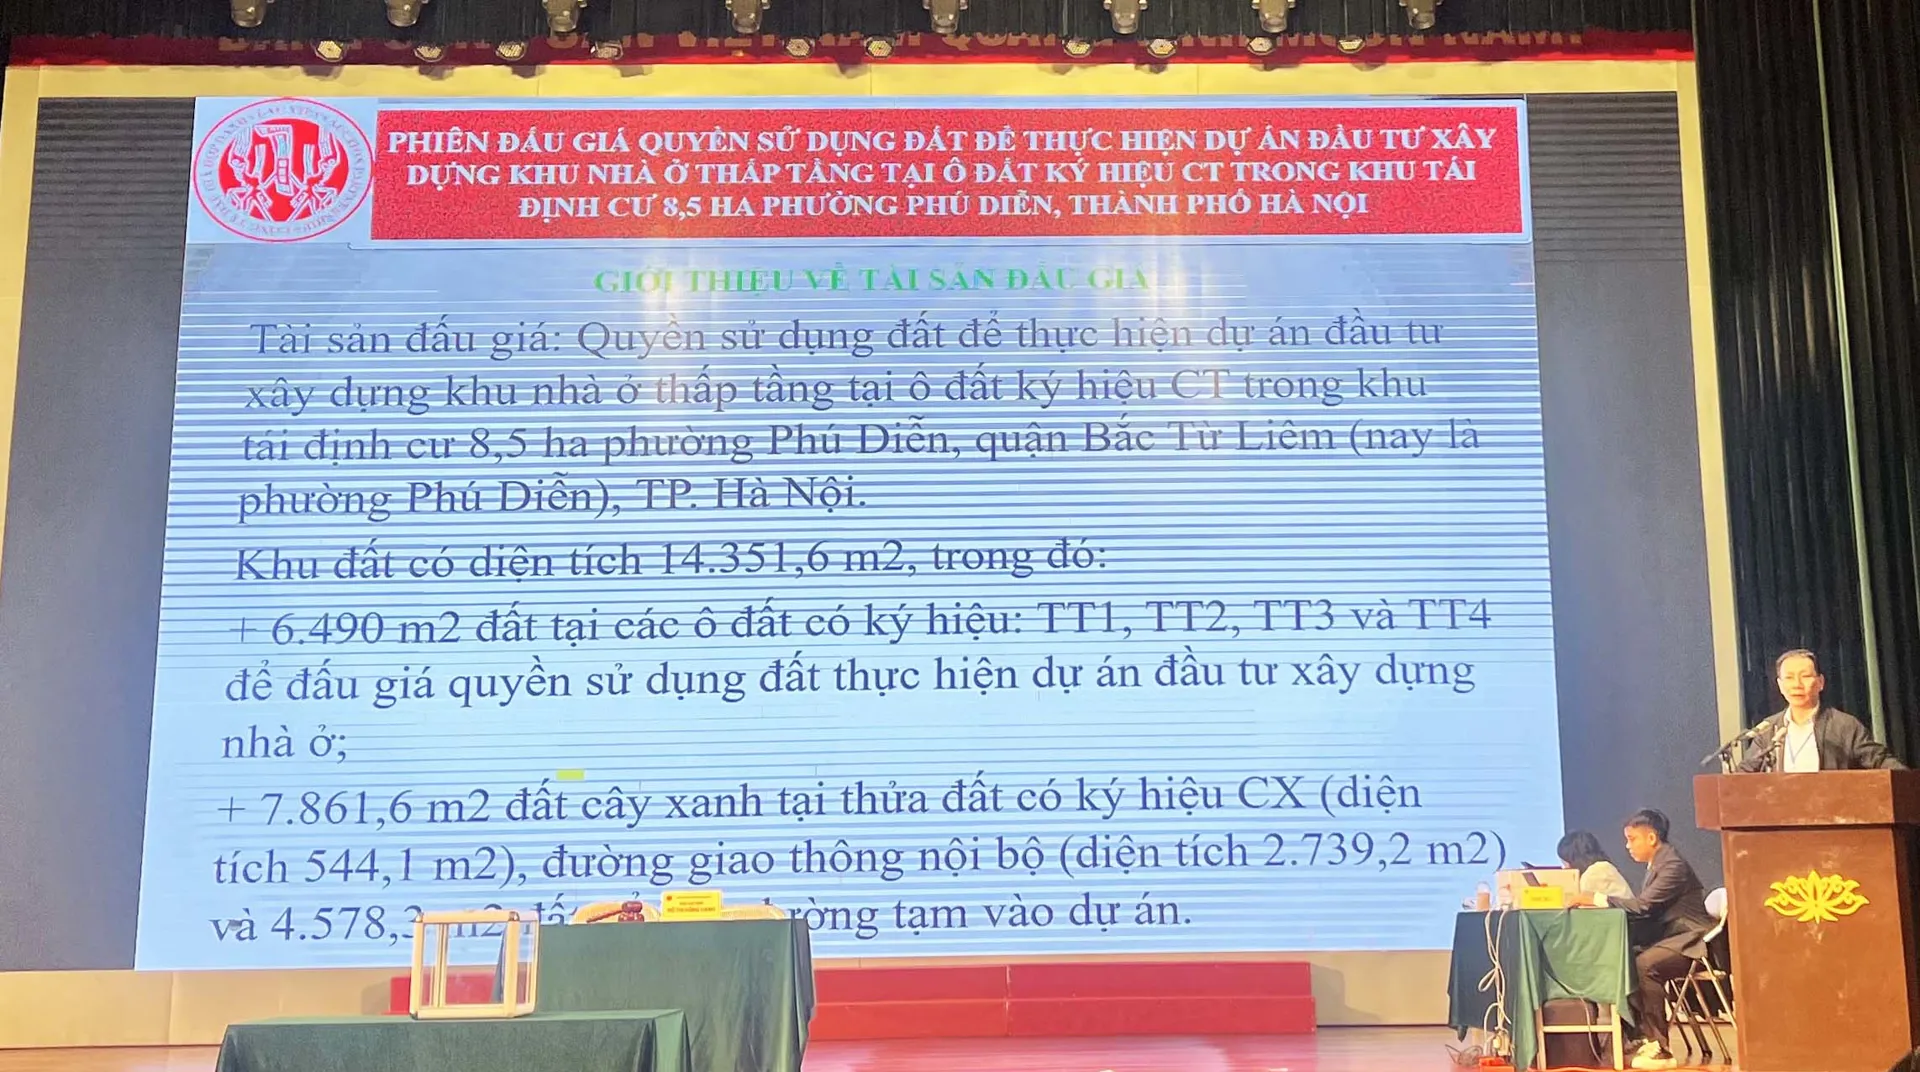 PHIÊN ĐẤU GIÁ QUYỀN SỬ DỤNG ĐẤT ĐỂ THỰC HIỆN DỰ ÁN ĐẦU TƯ XÂY
DỰNG KHU NHÀ Ở THẤP TẦNG TẠI Ô ĐẤT KÝ HIỆU CT TRONG KHU TÁI
ĐỊNH CƯ 8,5 HA PHƯỜNG PHÚ DIỄN, THÀNH PHỐ HÀ NỘI
GIỚI THIỆU VỀ TÀI SẢN ĐẤU GIÁ
Tài sản đấu giá: Quyền sử dụng đất để thực hiện dự án đầu tư
xây dựng khu nhà ở thấp tầng tại ô đất ký hiệu CT trong khu
tái định cư 8,5 ha phường Phú Diễn, quận Bắc Từ Liêm (nay là
phường Phú Diễn), TP. Hà Nội.
Khu đất có diện tích 14.351,6 m2, trong đó:
+ 6.490 m2 đất tại các ô đất có ký hiệu: TT1, TT2, TT3 và TT4
để đấu giá quyền sử dụng đất thực hiện dự án đầu tư xây dựng
nhà ở;
+ 7.861,6 m2 đất cây xanh tại thửa đất có ký hiệu CX (diện
tích 544,1 m2), đường giao thông nội bộ (diện tích 2.739,2 m2)
và 4.578, m2 tạm vào dự án.